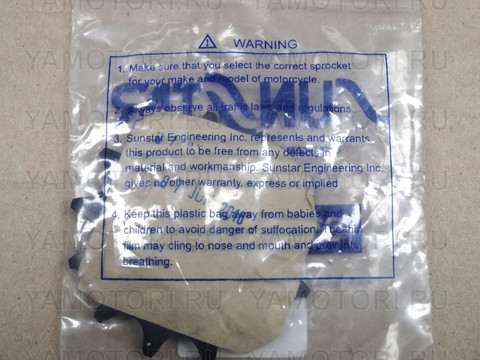 YAMOTORI.RU YAMOTORI.RU
WARNING
1. Make sure that you select the correct sprocket
for your make and model of motorcycle.
2. Always observe all traffic laws and regulations.
3. Sunstar Engineering Inc. represents and warrants
this product to be free from any defects in
material and workmanship. Sunstar Engineering Inc.
gives no other warranty, express or implied
4. Keep this plastic bag away from babies and
children to avoid danger of suffocation. The thin
film may cling to nose and mouth and prevent
breathing.
SUNSTAR